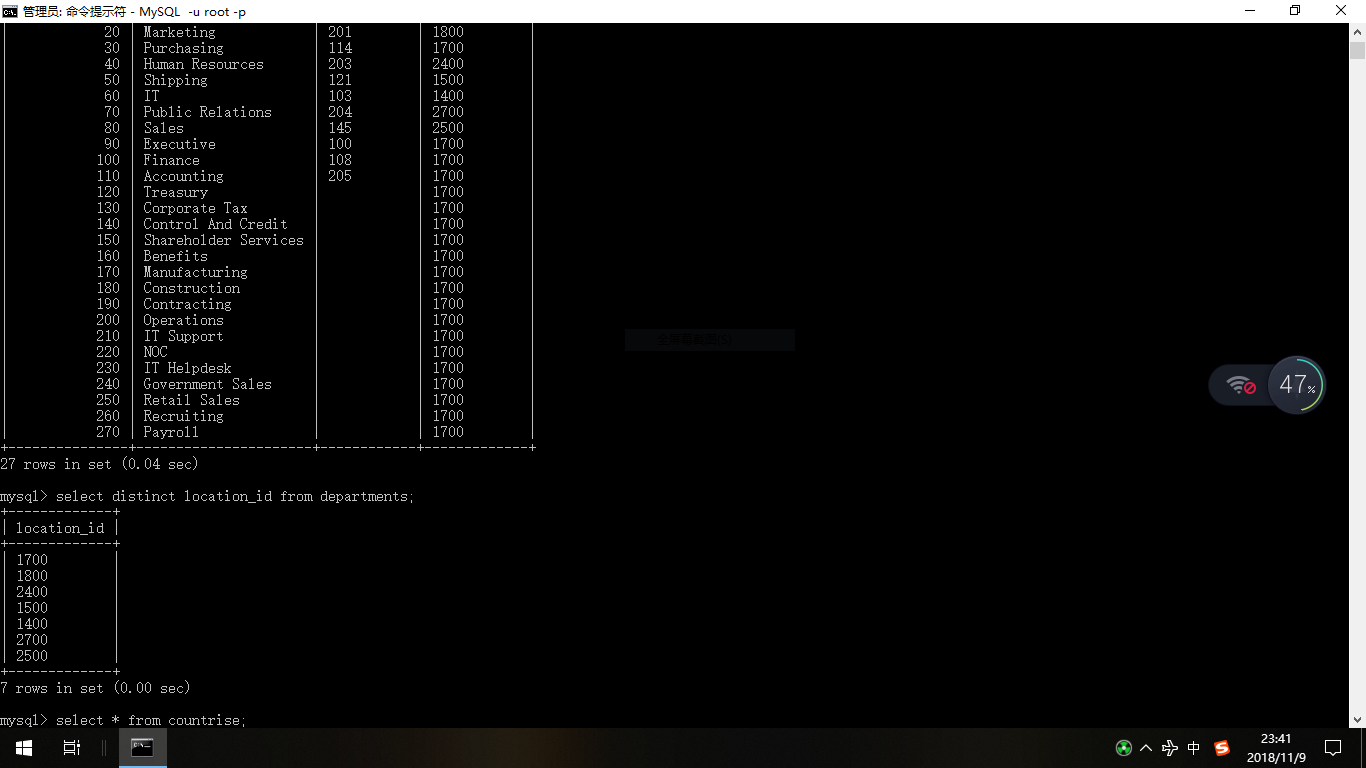 管理员: 命令提示符 - MySQL -u root -p
| 20 | Marketing | 201 | 1800 |
| 30 | Purchasing | 114 | 1700 |
| 40 | Human Resources | 203 | 2400 |
| 50 | Shipping | 121 | 1500 |
| 60 | IT | 103 | 1400 |
| 70 | Public Relations | 204 | 2700 |
| 80 | Sales | 145 | 2500 |
| 90 | Executive | 100 | 1700 |
| 100 | Finance | 108 | 1700 |
| 110 | Accounting | 205 | 1700 |
| 120 | Treasury | | 1700 |
| 130 | Corporate Tax | | 1700 |
| 140 | Control And Credit | | 1700 |
| 150 | Shareholder Services | | 1700 |
| 160 | Benefits | | 1700 |
| 170 | Manufacturing | | 1700 |
| 180 | Construction | | 1700 |
| 190 | Contracting | | 1700 |
| 200 | Operations | | 1700 |
| 210 | IT Support | | 1700 |
| 220 | NOC | | 1700 |
| 230 | IT Helpdesk | | 1700 |
| 240 | Government Sales | | 1700 |
| 250 | Retail Sales | | 1700 |
| 260 | Recruiting | | 1700 |
| 270 | Payroll | | 1700 |
+---------------+----------------------+------------+-------------+
27 rows in set (0.04 sec)
mysql> select distinct location_id from departments;
+-------------+
| location_id |
+-------------+
| 1700 |
| 1800 |
| 2400 |
| 1500 |
| 1400 |
| 2700 |
| 2500 |
+-------------+
7 rows in set (0.00 sec)
mysql> select * from countrise;
47%
中
23:41
2018/11/9